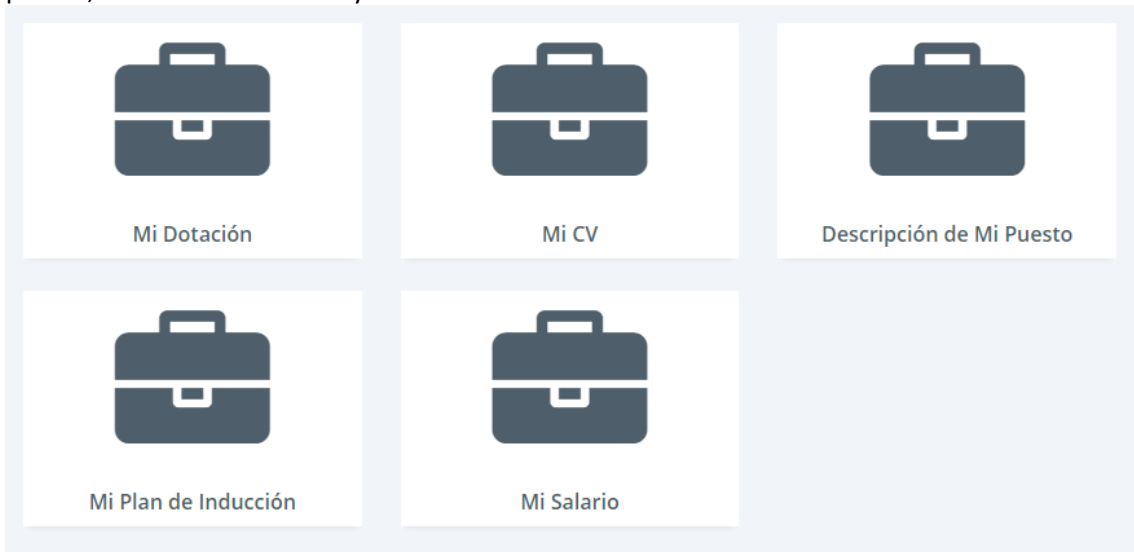 Mi Dotación
Mi CV
Descripción de Mi Puesto
Mi Plan de Inducción
Mi Salario